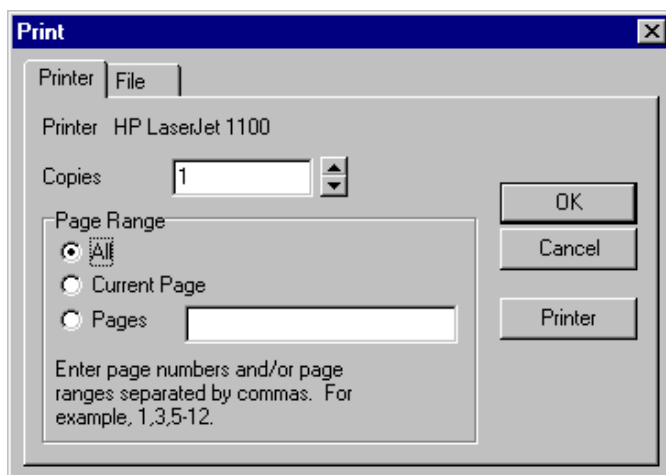 Print
Printer File
Printer HP LaserJet 1100
Copies 1
OK
Page Range
All
Cancel
Current Page
Pages
Printer
Enter page numbers and/or page
ranges separated by commas. For
example, 1,3,5-12.